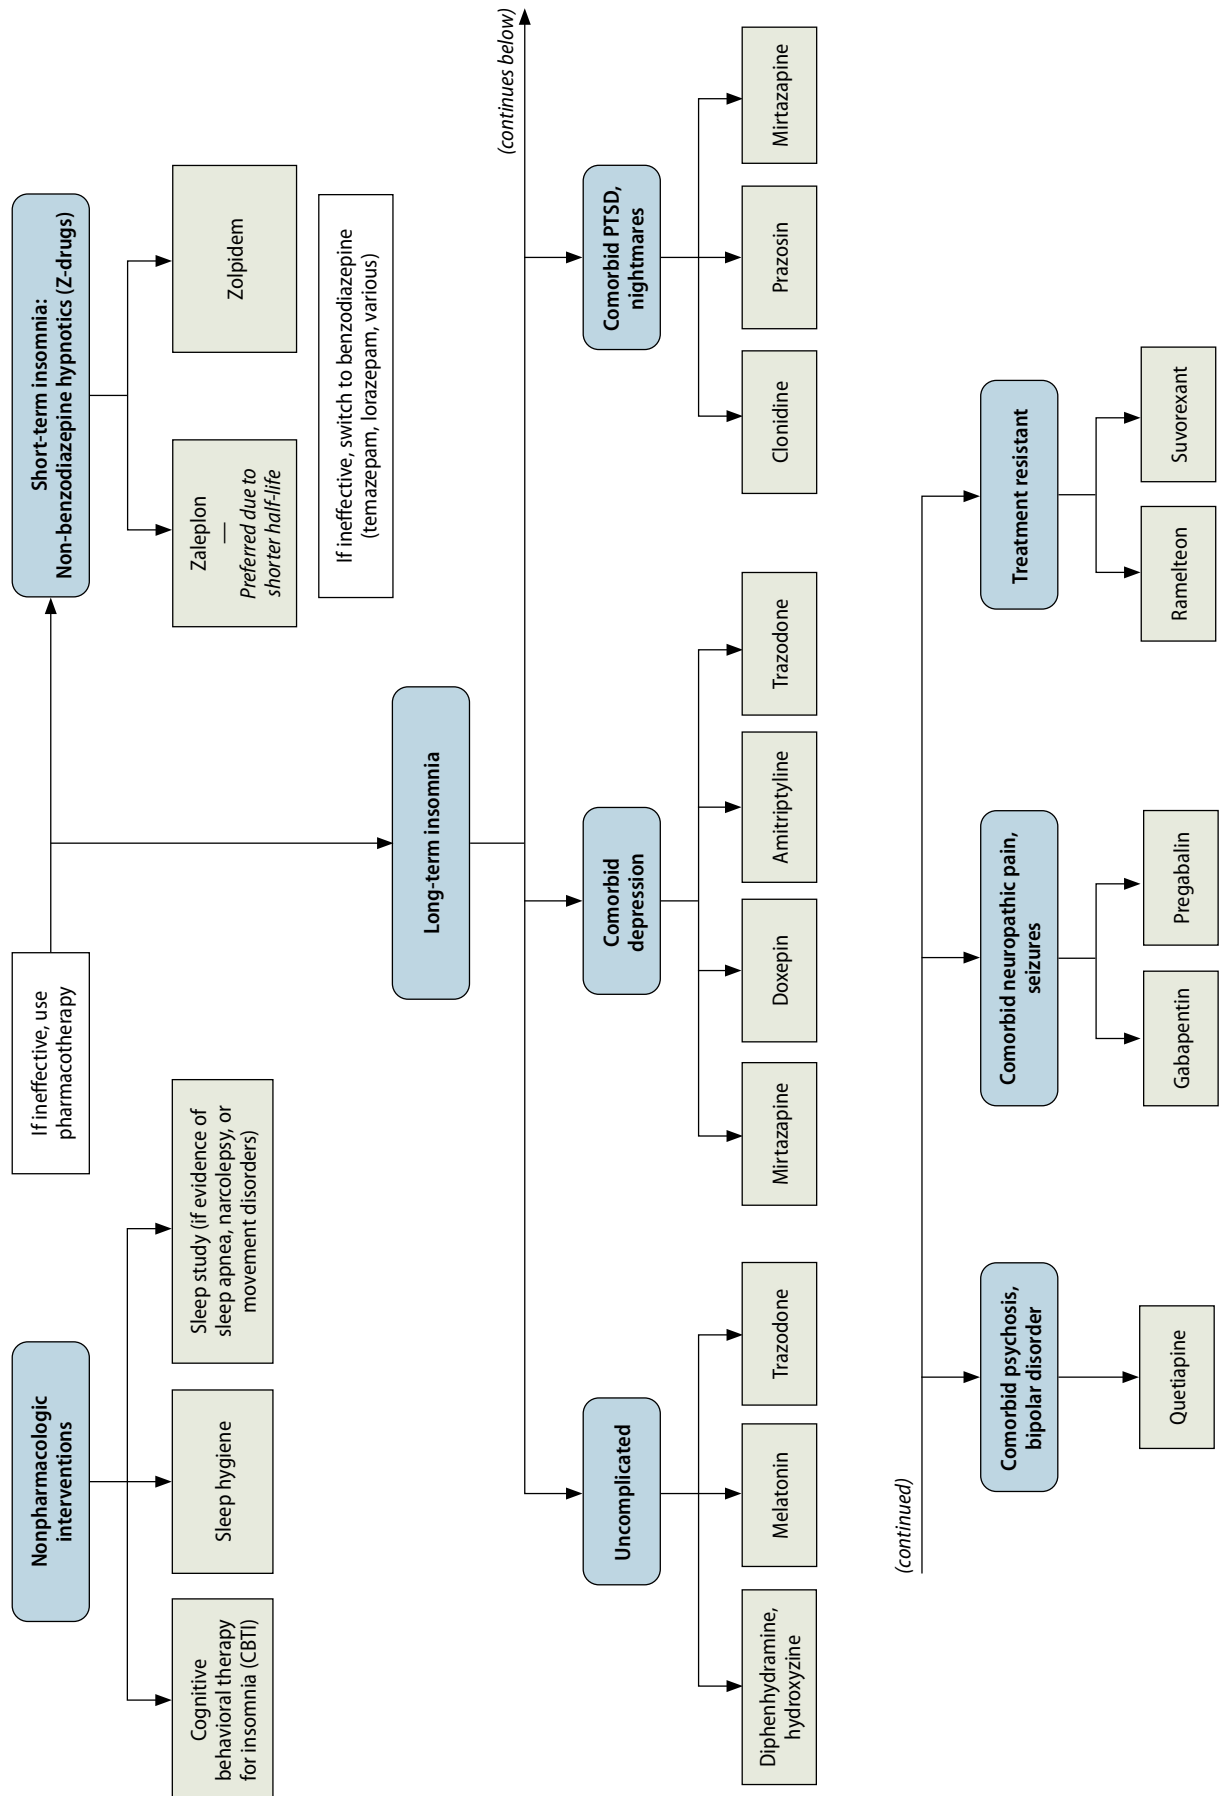 Nonpharmacologic
interventions
Cognitive
behavioral therapy
for insomnia (CBTI)
Sleep hygiene
Sleep study (if evidence of
sleep apnea, narcolepsy, or
movement disorders)
If ineffective, use
pharmacotherapy
Short-term insomnia:
Non-benzodiazepine hypnotics (Z-drugs)
Zaleplon
—
Preferred due to
shorter half-life
Zolpidem
If ineffective, switch to benzodiazepine
(temazepam, lorazepam, various)
Long-term insomnia
(continues below)
Uncomplicated
Diphenhydramine,
hydroxyzine
Melatonin
Trazodone
Comorbid
depression
Mirtazapine
Doxepin
Amitriptyline
Trazodone
Comorbid PTSD,
nightmares
Clonidine
Prazosin
Mirtazapine
(continued)
Comorbid psychosis,
bipolar disorder
Quetiapine
Comorbid neuropathic pain,
seizures
Gabapentin
Pregabalin
Treatment resistant
Ramelteon
Suvorexant